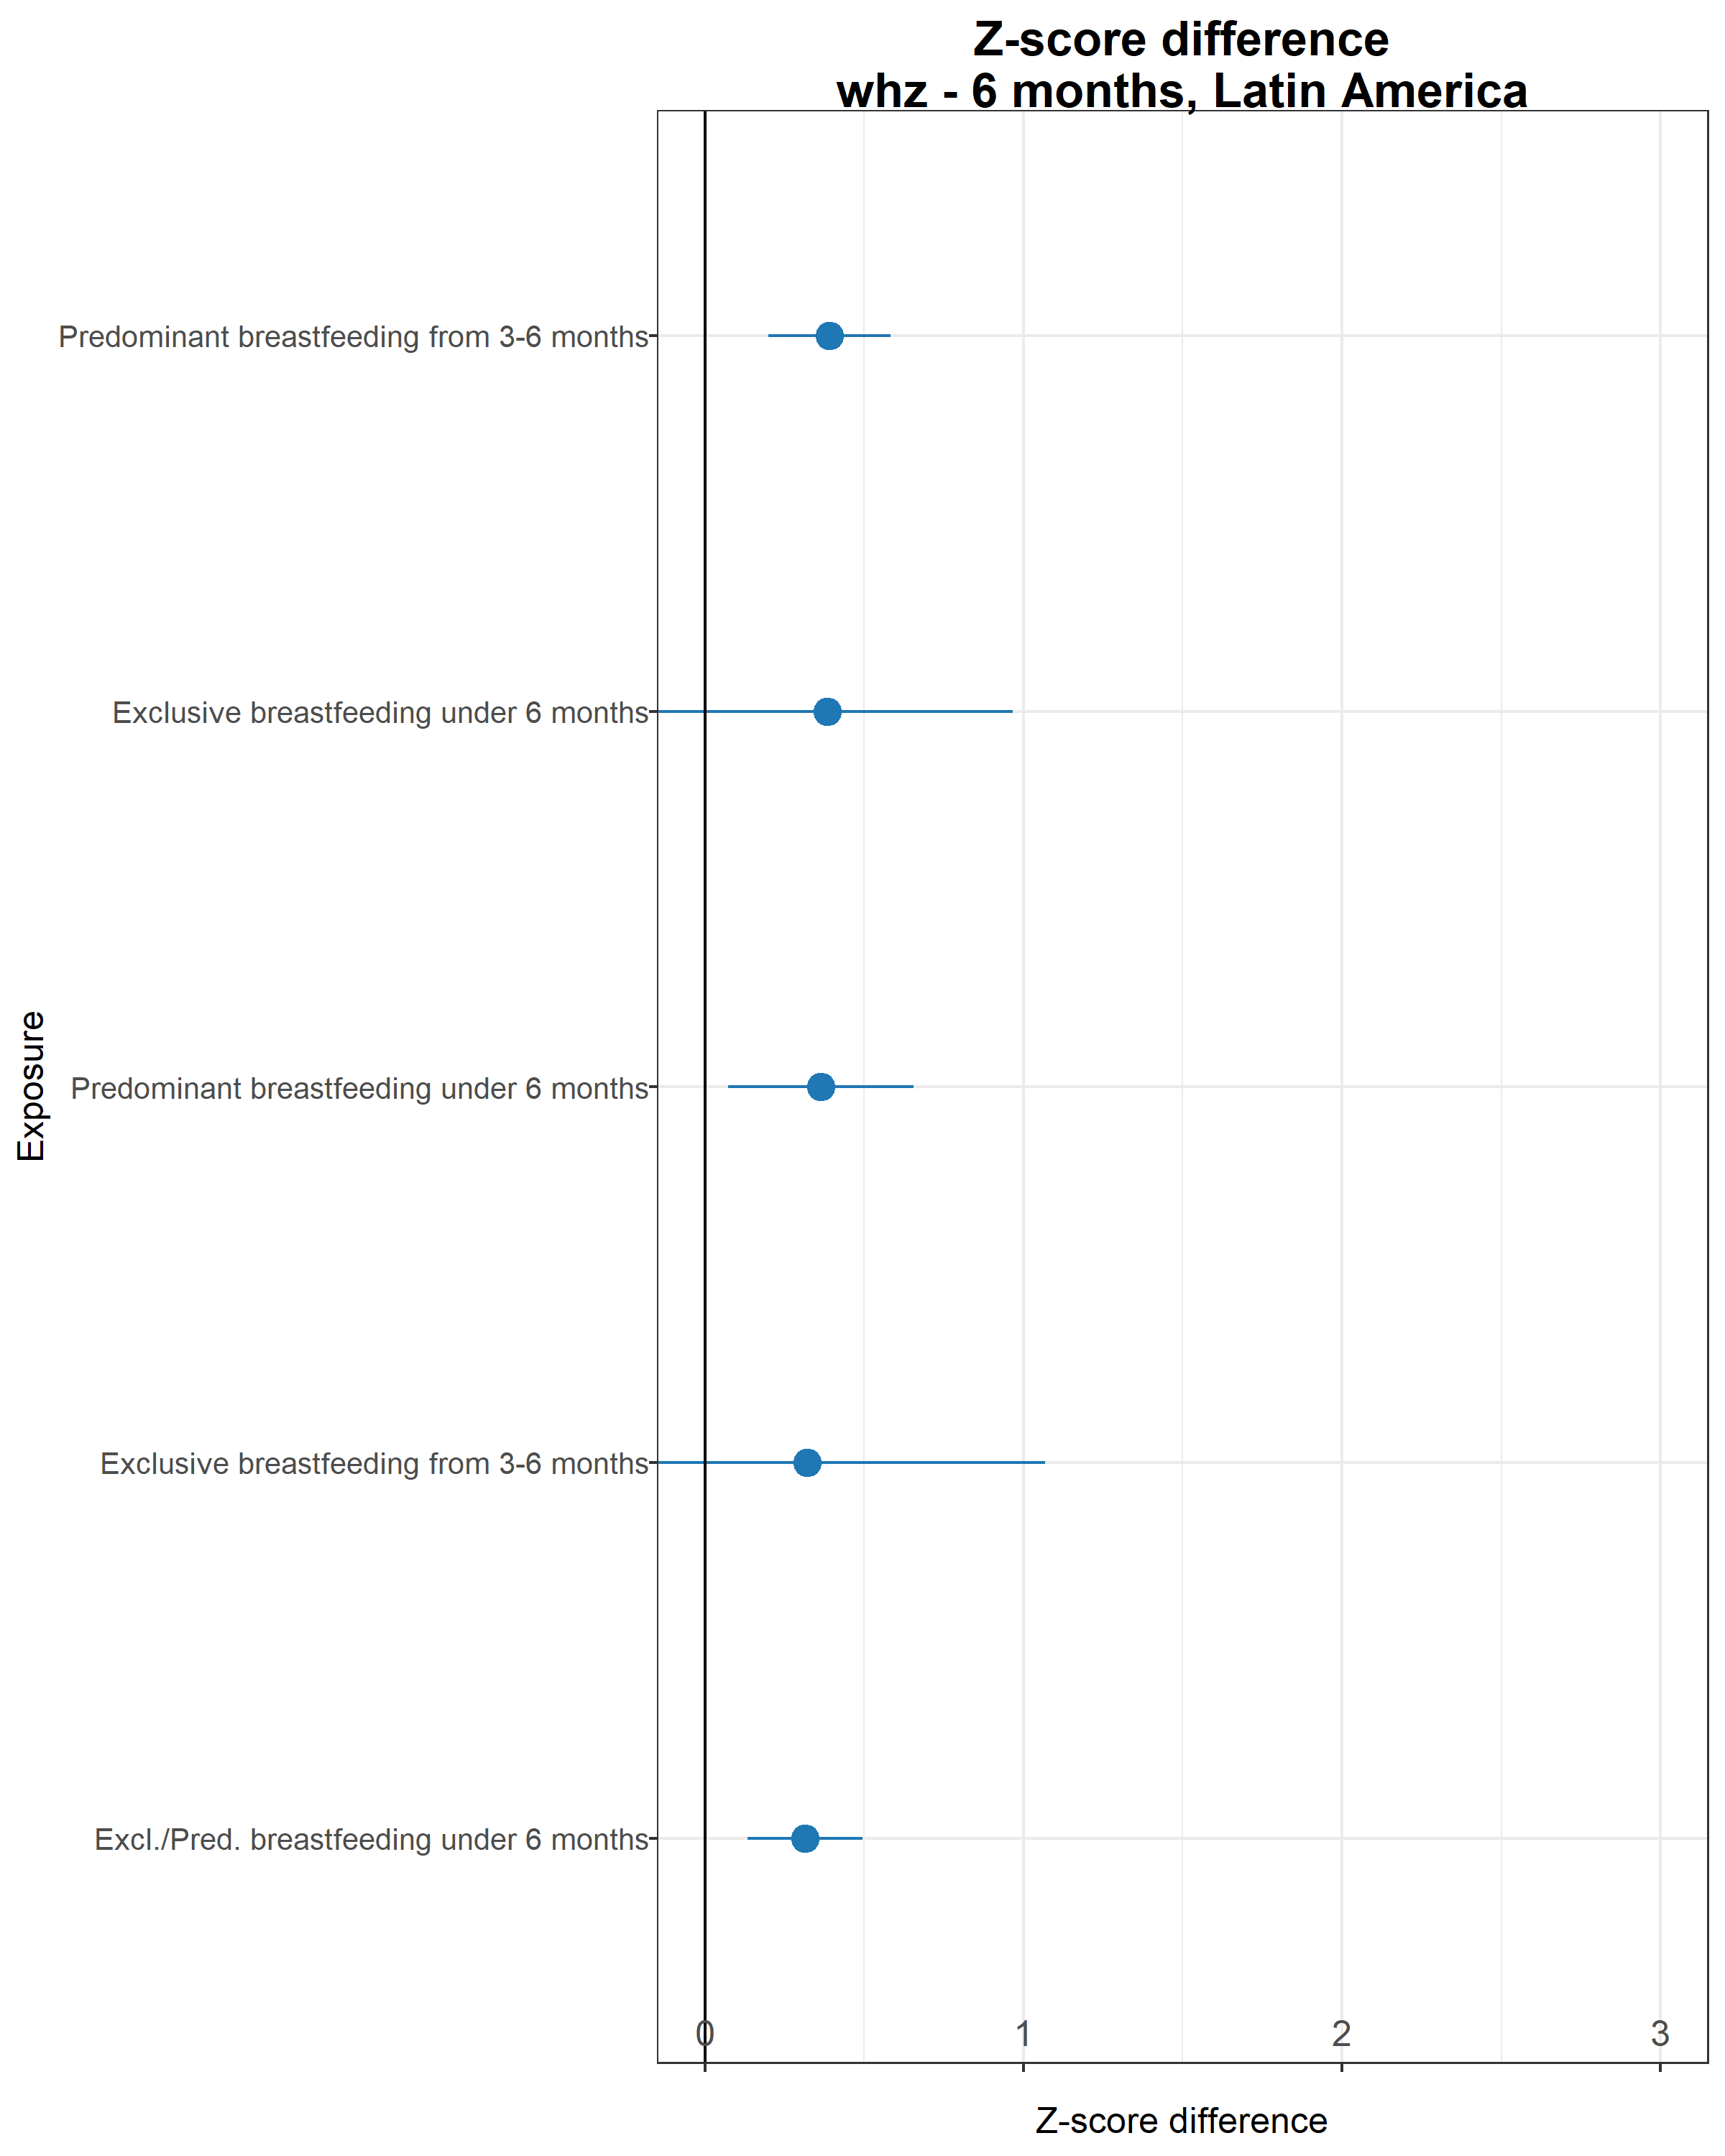 Z-score difference
whz - 6 months, Latin America
Predominant breastfeeding from 3-6 months
Exclusive breastfeeding under 6 months
Predominant breastfeeding under 6 months
Exclusive breastfeeding from 3-6 months
Excl./Pred. breastfeeding under 6 months
Exposure
0 1 2 3
Z-score difference